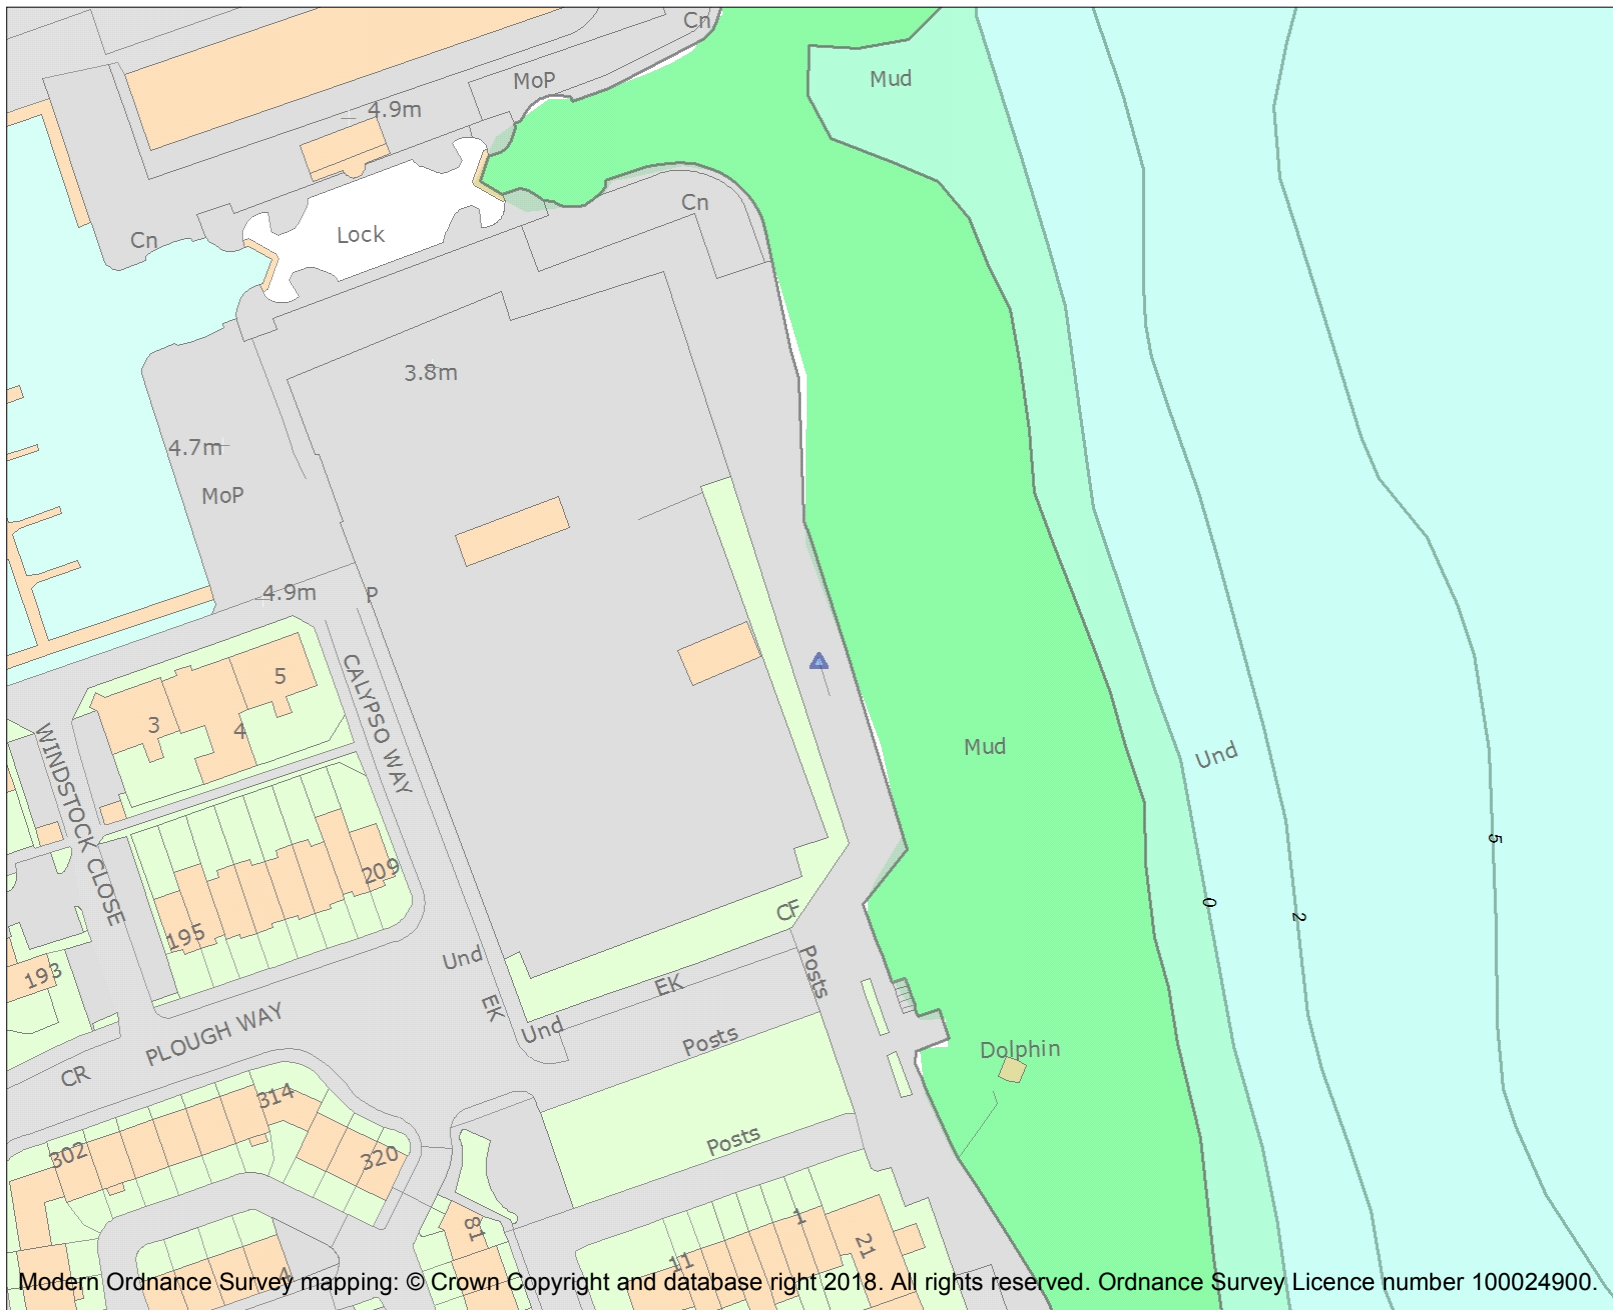 Cn
MoP
Mud
4.9m
Cn
Cn
Lock
3.8m
4.7m
MoP
4.9m
P
5
3
4
CALYPSO WAY
WINDSTOCK CLOSE
Mud
Und
5
209
0
2
CF
195
Und
Posts
193
EK
EK
Und
PLOUGH WAY
Posts
Dolphin
CR
314
302
320
Posts
81
1
21
11
4
Modern Ordnance Survey mapping: © Crown Copyright and database right 2018. All rights reserved. Ordnance Survey Licence number 100024900.